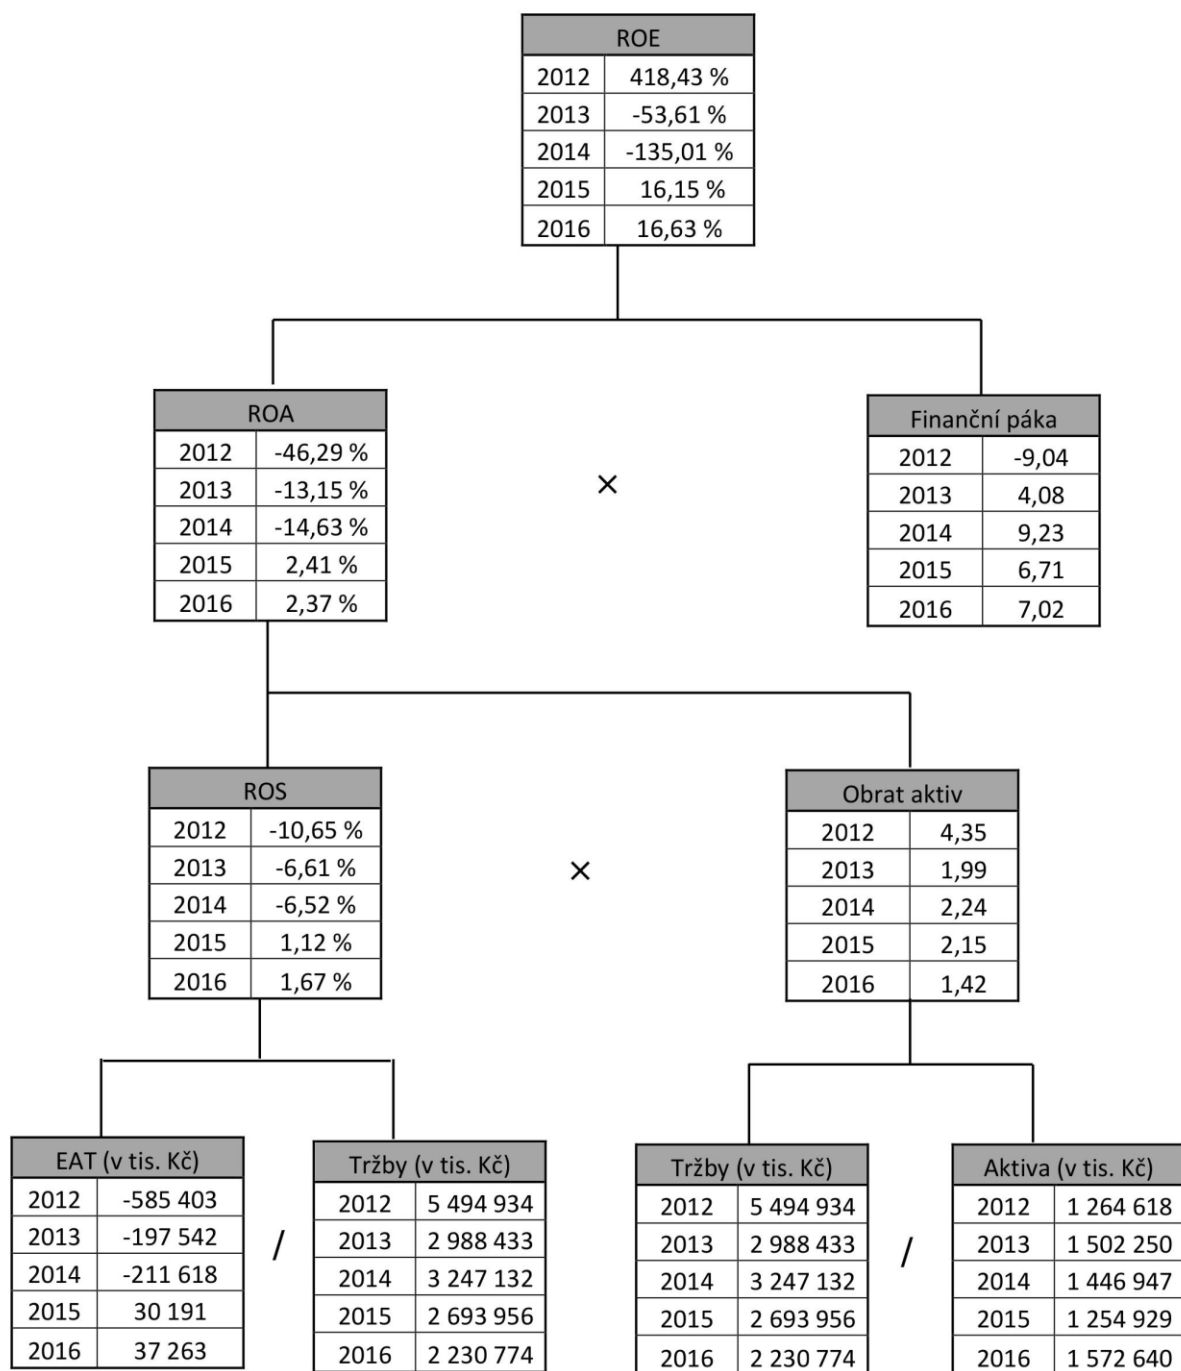 ROE
2012 418,43 %
2013 -53,61 %
2014 -135,01 %
2015 16,15 %
2016 16,63 %
ROA
2012 -46,29 %
2013 -13,15 %
2014 -14,63 %
2015 2,41 %
2016 2,37 %
×
Finanční páka
2012 -9,04
2013 4,08
2014 9,23
2015 6,71
2016 7,02
ROS
2012 -10,65 %
2013 -6,61 %
2014 -6,52 %
2015 1,12 %
2016 1,67 %
×
Obrat aktiv
2012 4,35
2013 1,99
2014 2,24
2015 2,15
2016 1,42
EAT (v tis. Kč)
2012 -585 403
2013 -197 542
2014 -211 618
2015 30 191
2016 37 263
/
Tržby (v tis. Kč)
2012 5 494 934
2013 2 988 433
2014 3 247 132
2015 2 693 956
2016 2 230 774
Tržby (v tis. Kč)
2012 5 494 934
2013 2 988 433
2014 3 247 132
2015 2 693 956
2016 2 230 774
/
Aktiva (v tis. Kč)
2012 1 264 618
2013 1 502 250
2014 1 446 947
2015 1 254 929
2016 1 572 640